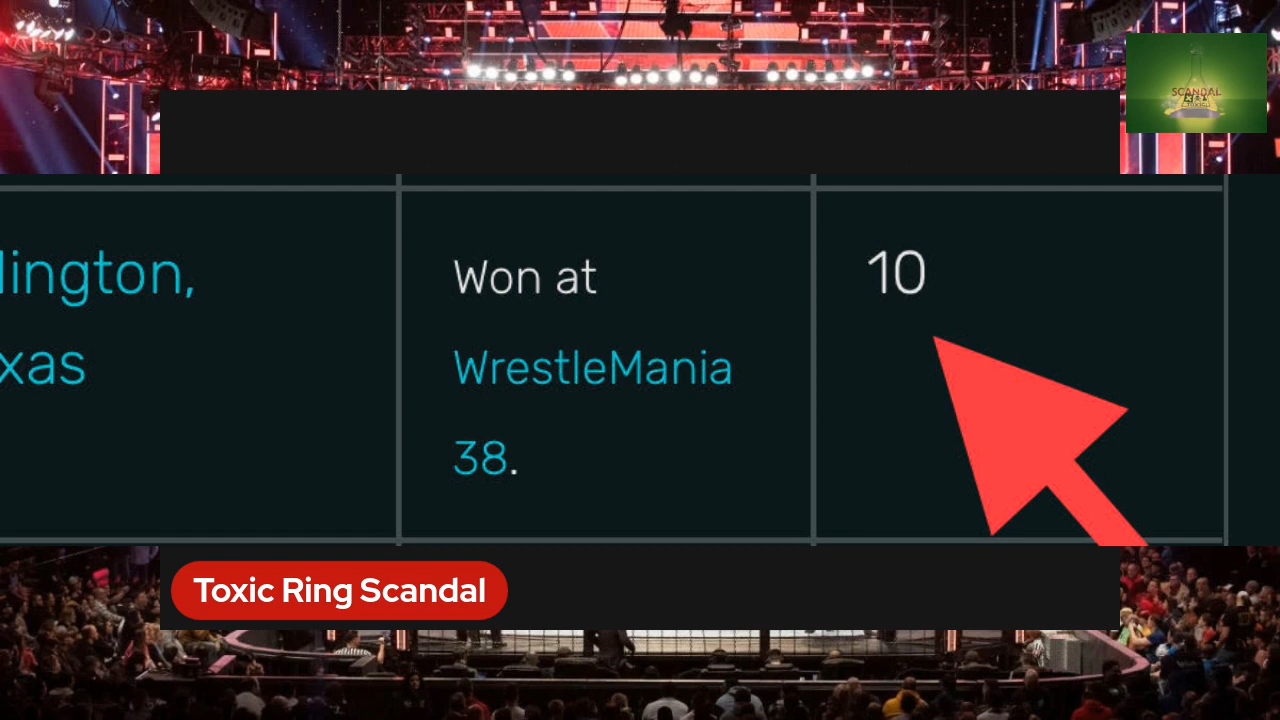 SCANDAL
lington,
xas
Won at
WrestleMania
38.
10
Toxic Ring Scandal